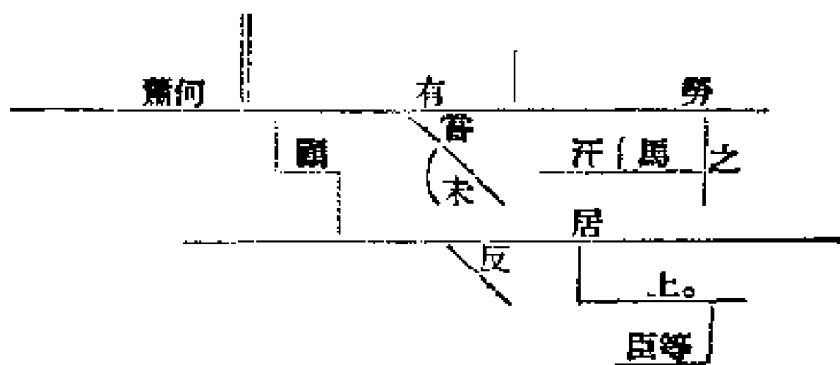 蕭何 有 勞
嘗
顧 汗 馬 之
未
居
反
上。
臣等